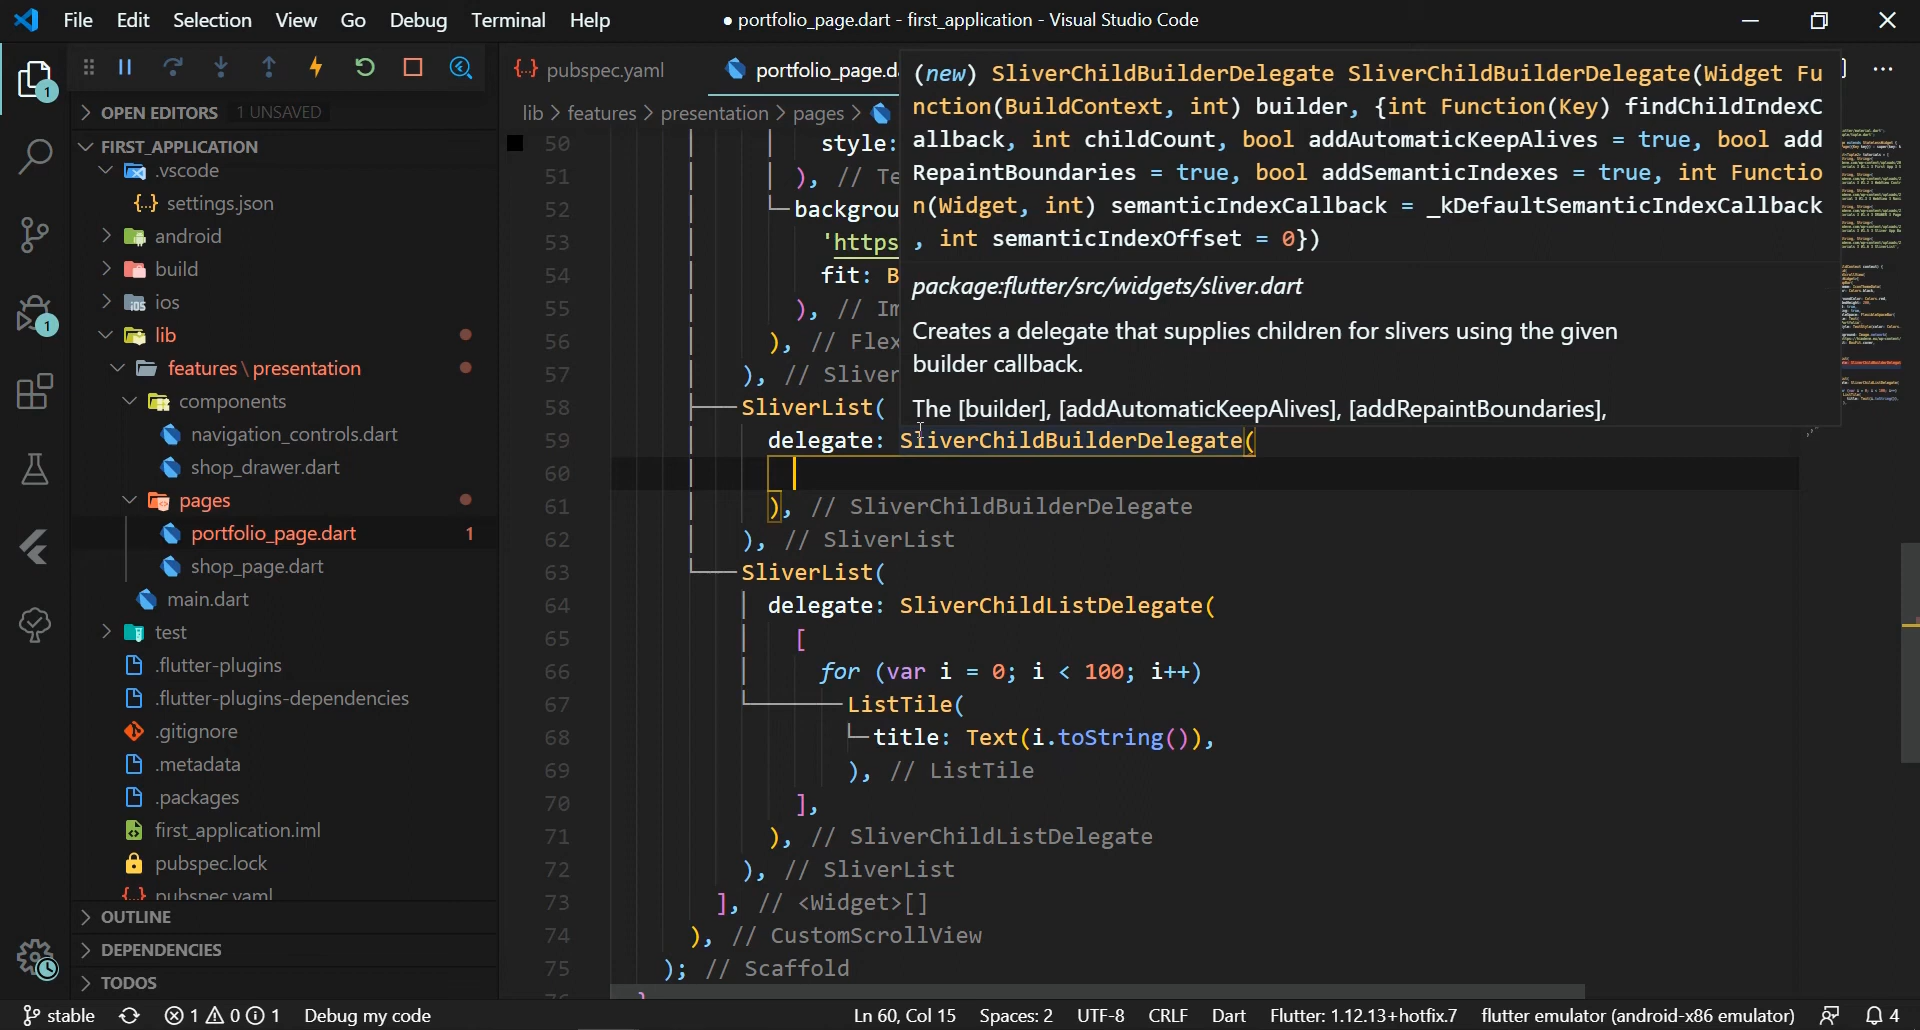 File Edit Selection View Go Debug Terminal Help
● portfolio_page.dart - first_application - Visual Studio Code
OPEN EDITORS 1 UNSAVED
FIRST_APPLICATION
.vscode
settings.json
android
build
ios
lib
features \ presentation
components
navigation_controls.dart
shop_drawer.dart
pages
portfolio_page.dart 1
shop_page.dart
main.dart
test
.flutter-plugins
.flutter-plugins-dependencies
.gitignore
.metadata
.packages
first_application.iml
pubspec.lock
pubspec.yaml
OUTLINE
DEPENDENCIES
TODOS
1
1
pubspec.yaml portfolio_page.d
lib > features > presentation > pages >
(new) SliverChildBuilderDelegate SliverChildBuilderDelegate(Widget Fu
nction(BuildContext, int) builder, {int Function(Key) findChildIndexC
allback, int childCount, bool addAutomaticKeepAlives = true, bool add
RepaintBoundaries = true, bool addSemanticIndexes = true, int Functio
n(Widget, int) semanticIndexCallback = _kDefaultSemanticIndexCallback
, int semanticIndexOffset = 0})
package:flutter/src/widgets/sliver.dart
Creates a delegate that supplies children for slivers using the given
builder callback.
The [builder], [addAutomaticKeepAlives], [addRepaintBoundaries],
50 style:
51 ), // Te
52 backgrou
53 'https
54 fit: B
55 ), // Im
56 ), // Flex
57 ), // Sliver
58 SliverList(
59 delegate: SliverChildBuilderDelegate(
60
61 ), // SliverChildBuilderDelegate
62 ), // SliverList
63 SliverList(
64 delegate: SliverChildListDelegate(
65 [
66 for (var i = 0; i < 100; i++)
67 ListTile(
68 title: Text(i.toString()),
69 ), // ListTile
70 ],
71 ), // SliverChildListDelegate
72 ), // SliverList
73 ], // <Widget>[]
74 ), // CustomScrollView
75 ); // Scaffold
76 }
stable 1 0 1 Debug my code Ln 60, Col 15 Spaces: 2 UTF-8 CRLF Dart Flutter: 1.12.13+hotfix.7 flutter emulator (android-x86 emulator) 4